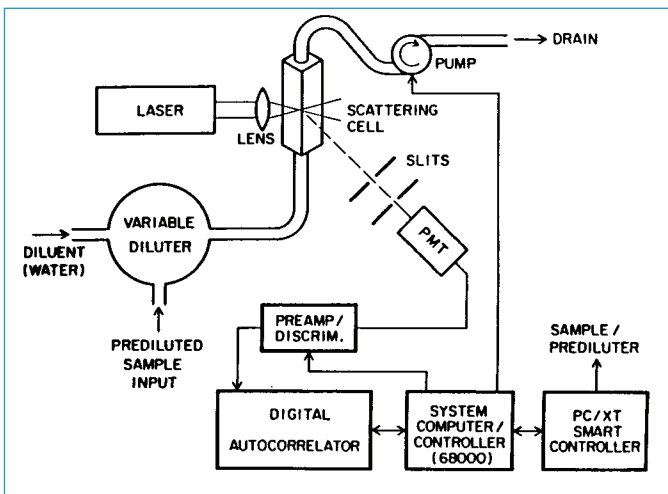 DRAIN
PUMP
LASER
LENS
SCATTERING
CELL
SLITS
VARIABLE
DILUTER
DILUENT
(WATER)
PMT
PREDILUTED
SAMPLE
INPUT
PREAMP/
DISCRIM.
SAMPLE/
PREDILUTER
DIGITAL
AUTOCORRELATOR
SYSTEM
COMPUTER/
CONTROLLER
(68000)
PC/XT
SMART
CONTROLLER